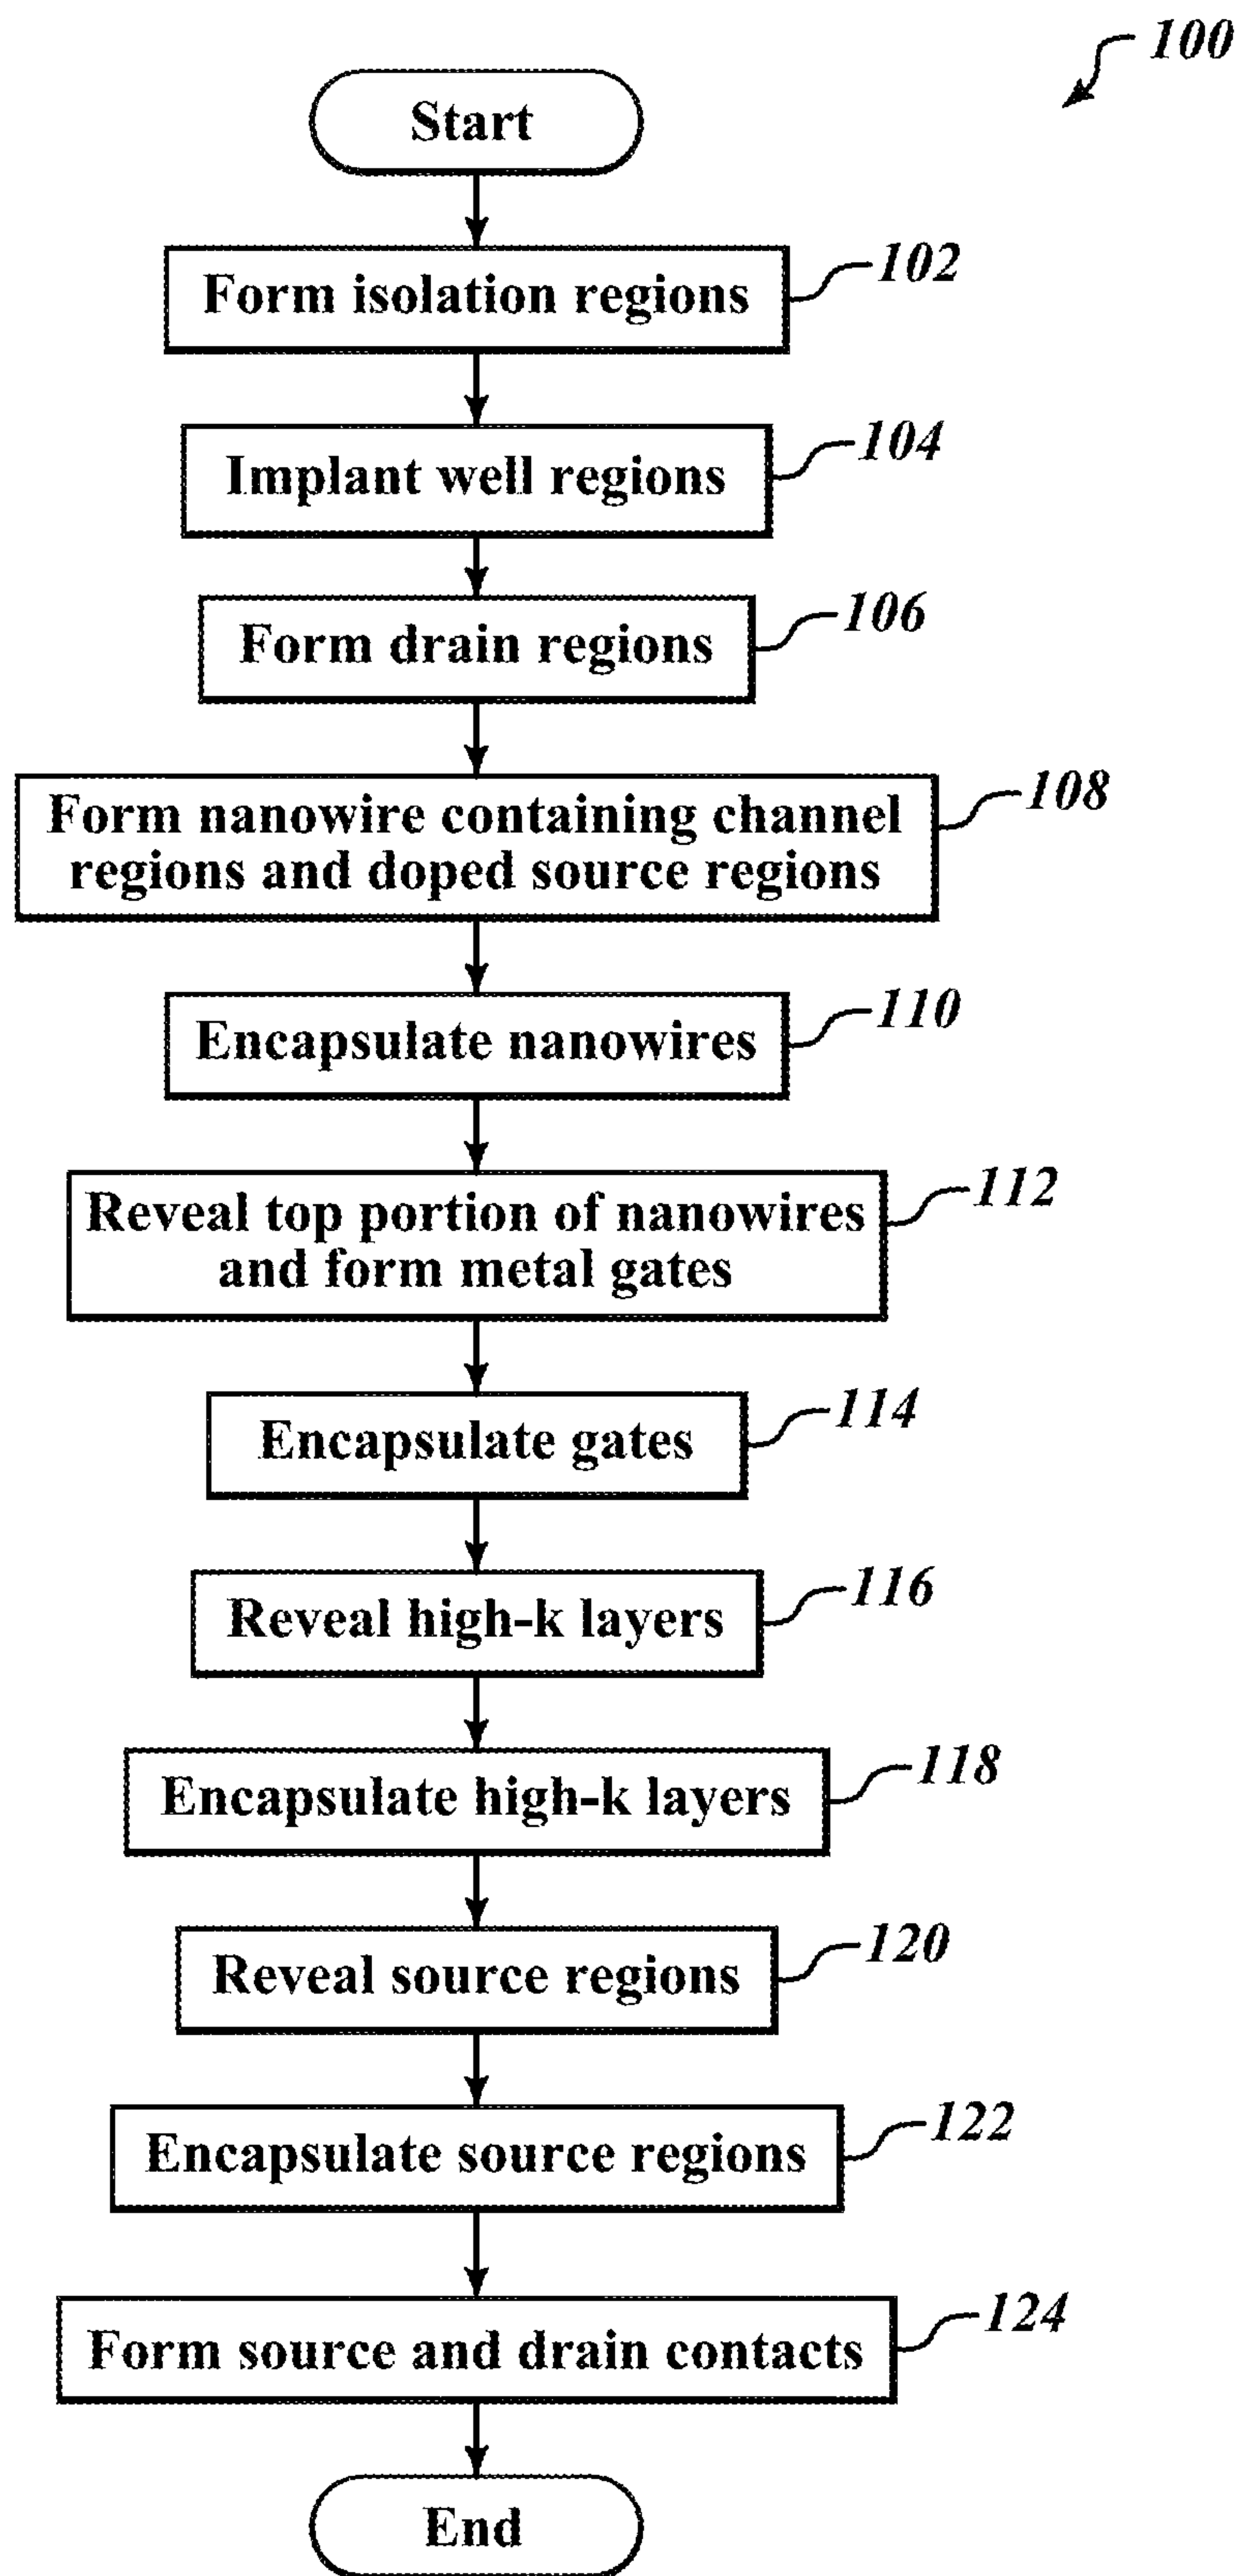 100
Start
Form isolation regions
102
Implant well regions
104
Form drain regions
106
Form nanowire containing channel
regions and doped source regions
108
Encapsulate nanowires
110
Reveal top portion of nanowires
and form metal gates
112
Encapsulate gates
114
Reveal high-k layers
116
Encapsulate high-k layers
118
Reveal source regions
120
Encapsulate source regions
122
Form source and drain contacts
124
End